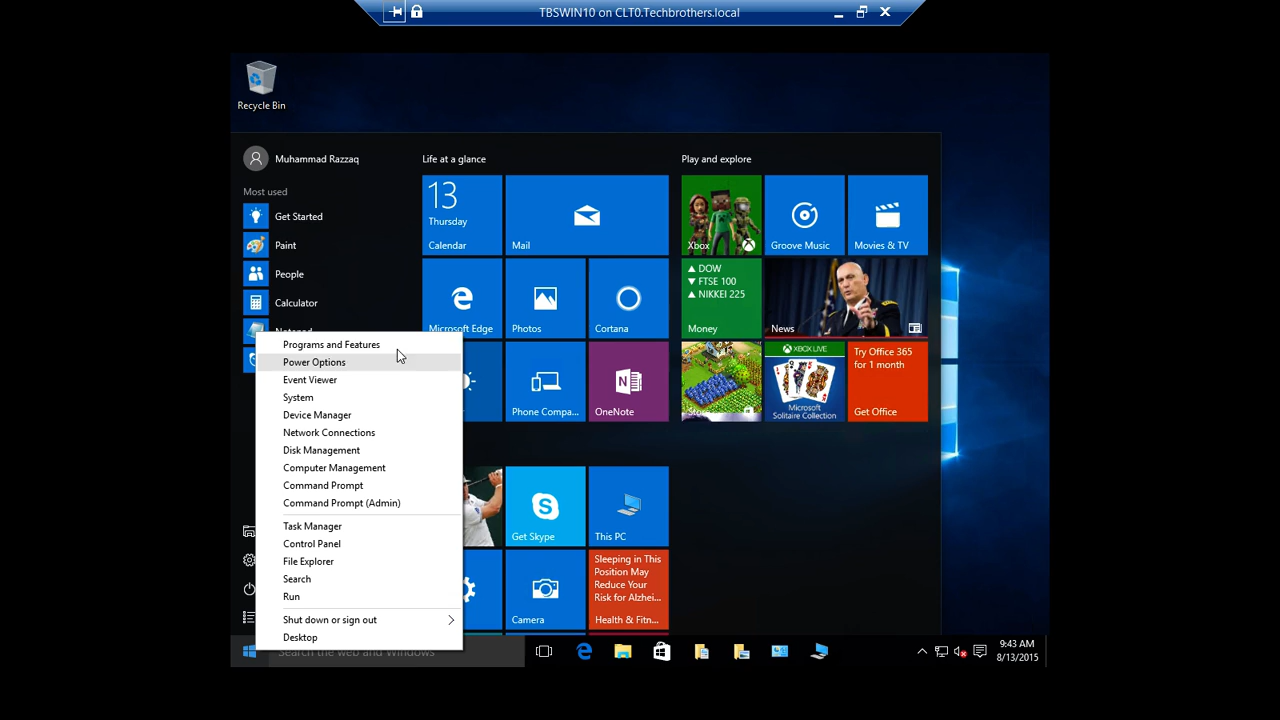 TBSWIN10 on CLT0.Techbrothers.local
Recycle Bin
Muhammad Razzaq
Most used
Get Started
Paint
People
Calculator
Notepad
Programs and Features
Power Options
Event Viewer
System
Device Manager
Network Connections
Disk Management
Computer Management
Command Prompt
Command Prompt (Admin)
Task Manager
Control Panel
File Explorer
Search
Run
Shut down or sign out
Desktop
Life at a glance
13
Thursday
Calendar
Mail
Microsoft Edge
Photos
Cortana
Phone Compa...
OneNote
Play and explore
Xbox
Groove Music
Movies & TV
DOW
FTSE 100
NIKKEI 225
Money
News
XBOX LIVE
Microsoft
Solitaire Collection
Try Office 365
for 1 month
Get Office
Get Skype
This PC
Camera
Sleeping in This
Position May
Reduce Your
Risk for Alzhei...
Health & Fitn...
Search the web and Windows
9:43 AM
8/13/2015